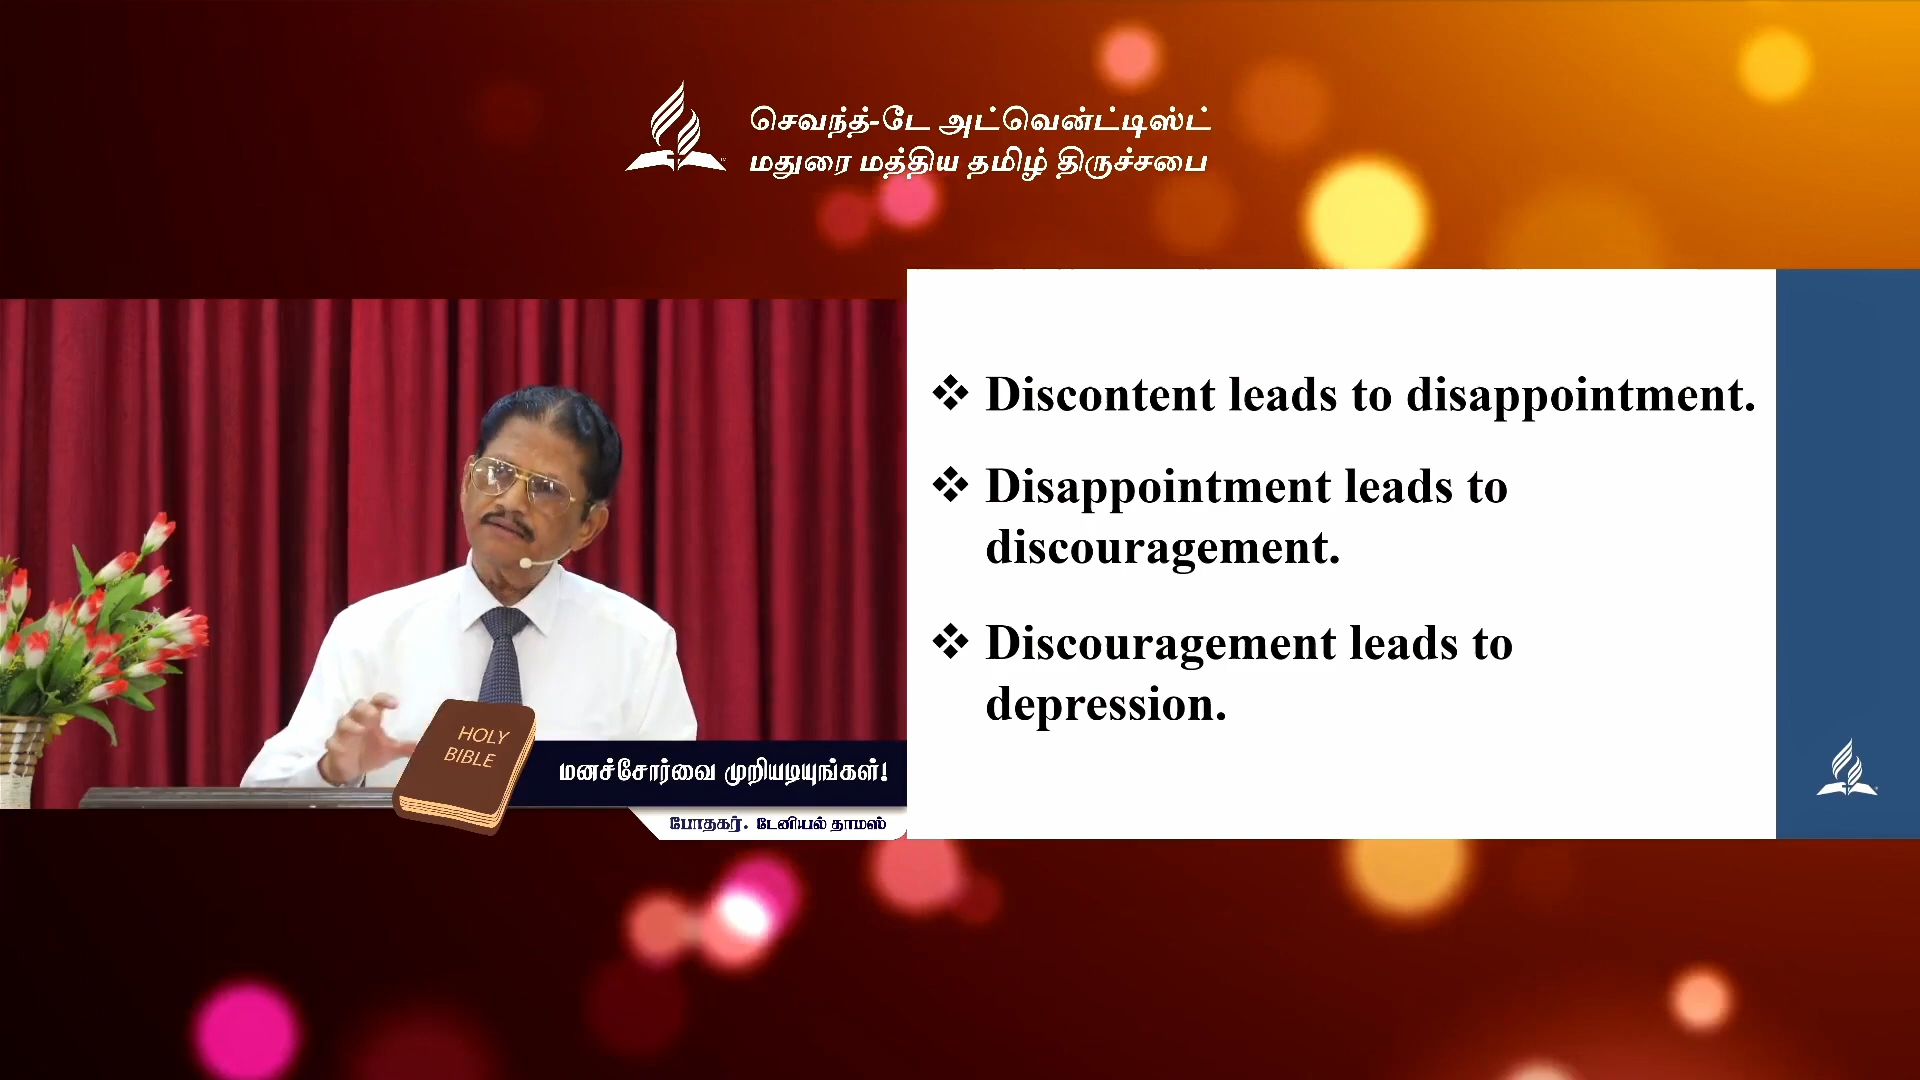 செவந்த்-டே அட்வென்ட்டிஸ்ட்
மதுரை மத்திய தமிழ் திருச்சபை
❖ Discontent leads to disappointment.
❖ Disappointment leads to
discouragement.
❖ Discouragement leads to
depression.
HOLY
BIBLE
மனச்சோர்வை முறியடியுங்கள்!
போதகர். டேனியல் தாமஸ்